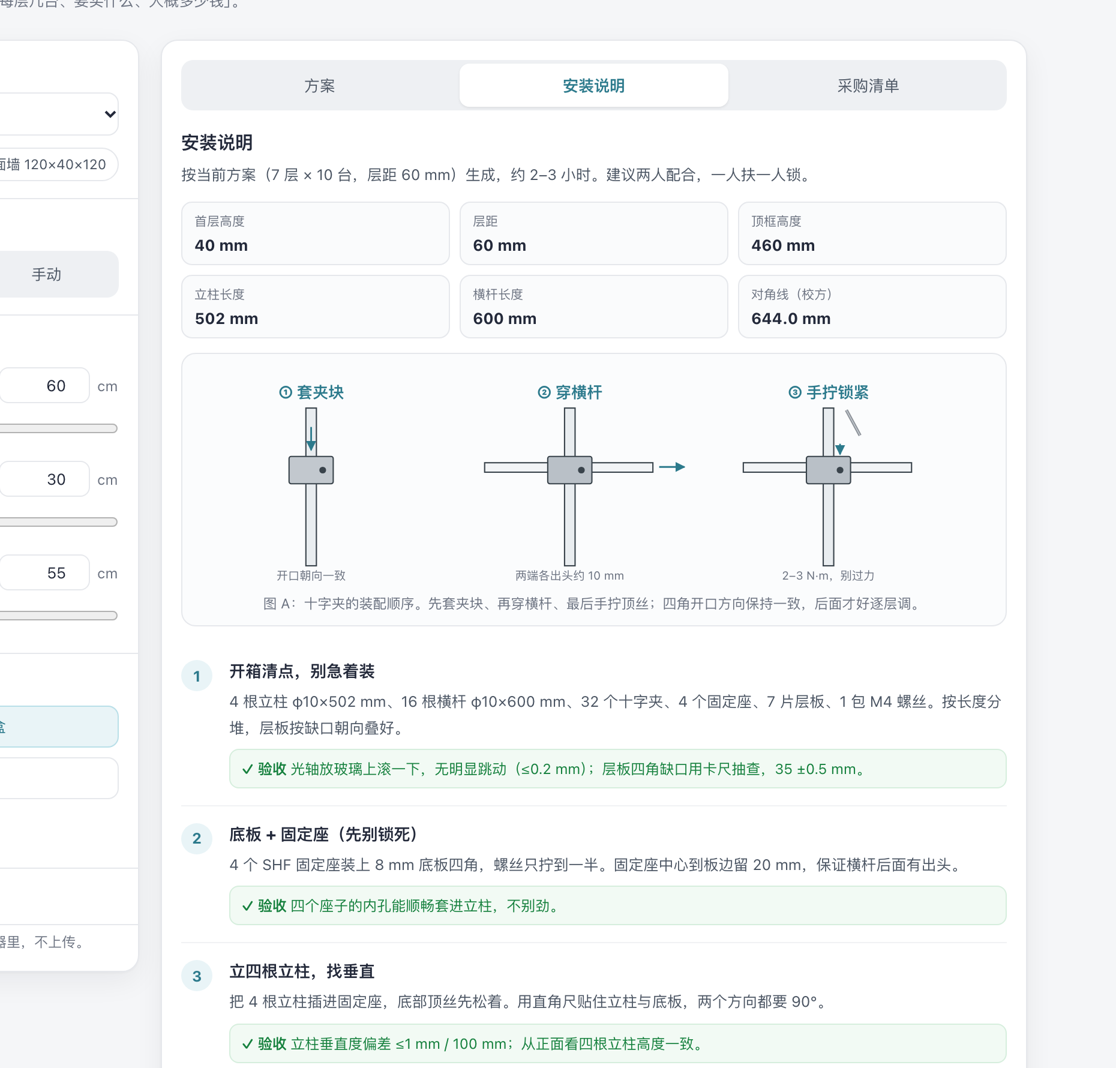 每层几台、要买什么、大概多少钱」。
面墙 120×40×120
手动
60 cm
30 cm
55 cm
盒
器里，不上传。
方案
安装说明
采购清单
安装说明
按当前方案（7 层 × 10 台，层距 60 mm）生成，约 2–3 小时。建议两人配合，一人扶一人锁。
首层高度
40 mm
层距
60 mm
顶框高度
460 mm
立柱长度
502 mm
横杆长度
600 mm
对角线（校方）
644.0 mm
① 套夹块
② 穿横杆
③ 手拧锁紧
开口朝向一致
两端各出头约 10 mm
2–3 N·m，别过力
图 A：十字夹的装配顺序。先套夹块、再穿横杆、最后手拧顶丝；四角开口方向保持一致，后面才好逐层调。
1
开箱清点，别急着装
4 根立柱 φ10×502 mm、16 根横杆 φ10×600 mm、32 个十字夹、4 个固定座、7 片层板、1 包 M4 螺丝。按长度分
堆，层板按缺口朝向叠好。
✓ 验收 光轴放玻璃上滚一下，无明显跳动（≤0.2 mm）；层板四角缺口用卡尺抽查，35 ±0.5 mm。
2
底板 + 固定座（先别锁死）
4 个 SHF 固定座装上 8 mm 底板四角，螺丝只拧到一半。固定座中心到板边留 20 mm，保证横杆后面有出头。
✓ 验收 四个座子的内孔能顺畅套进立柱，不别劲。
3
立四根立柱，找垂直
把 4 根立柱插进固定座，底部顶丝先松着。用直角尺贴住立柱与底板，两个方向都要 90°。
✓ 验收 立柱垂直度偏差 ≤1 mm / 100 mm；从正面看四根立柱高度一致。